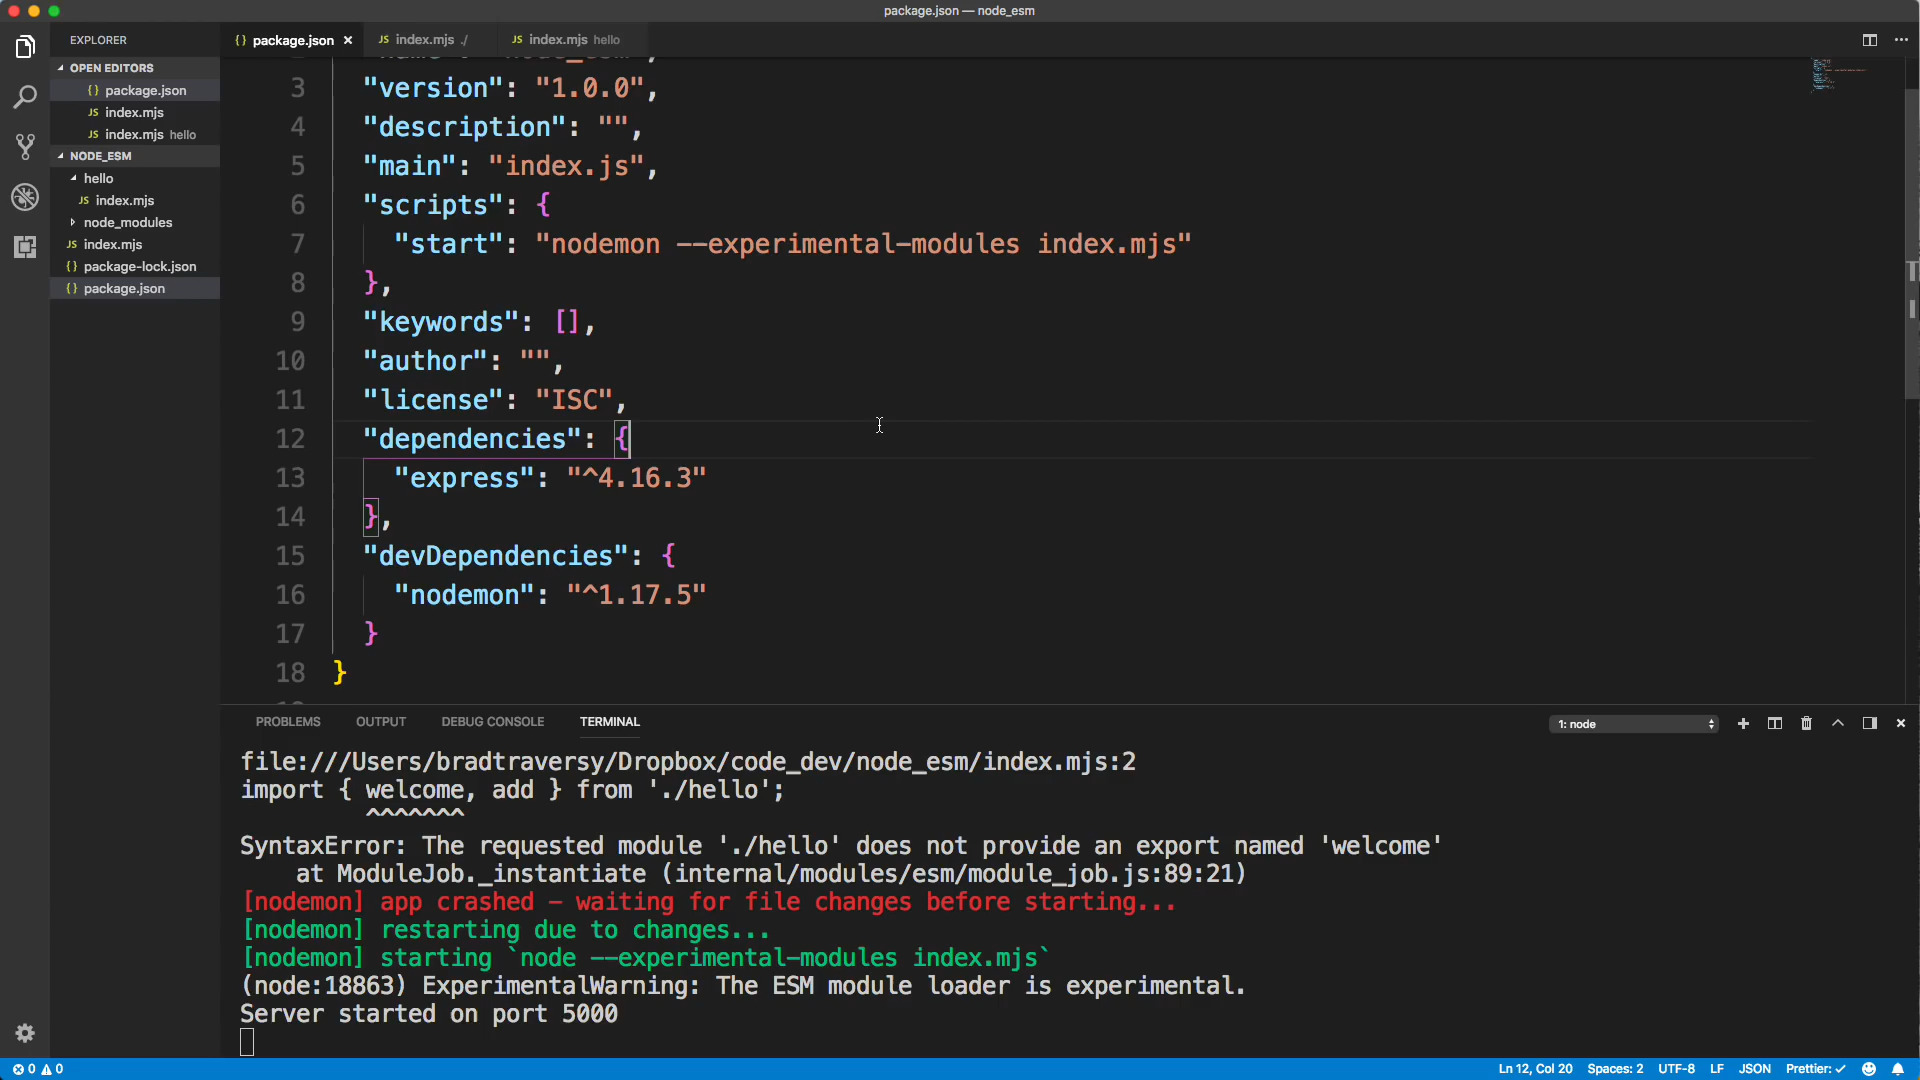 package.json — node_esm
EXPLORER
OPEN EDITORS
{} package.json
JS index.mjs
JS index.mjs hello
NODE_ESM
hello
JS index.mjs
node_modules
JS index.mjs
{} package-lock.json
{} package.json
{} package.json ×
JS index.mjs ./
JS index.mjs hello
3 "version": "1.0.0",
4 "description": "",
5 "main": "index.js",
6 "scripts": {
7 "start": "nodemon --experimental-modules index.mjs"
8 },
9 "keywords": [],
10 "author": "",
11 "license": "ISC",
12 "dependencies": {
13 "express": "^4.16.3"
14 },
15 "devDependencies": {
16 "nodemon": "^1.17.5"
17 }
18 }
PROBLEMS OUTPUT DEBUG CONSOLE TERMINAL
1: node
file:///Users/bradtraversy/Dropbox/code_dev/node_esm/index.mjs:2
import { welcome, add } from './hello';
^^^^^^^
SyntaxError: The requested module './hello' does not provide an export named 'welcome'
at ModuleJob._instantiate (internal/modules/esm/module_job.js:89:21)
[nodemon] app crashed - waiting for file changes before starting...
[nodemon] restarting due to changes...
[nodemon] starting `node --experimental-modules index.mjs`
(node:18863) ExperimentalWarning: The ESM module loader is experimental.
Server started on port 5000
0 0
Ln 12, Col 20 Spaces: 2 UTF-8 LF JSON Prettier: ✓